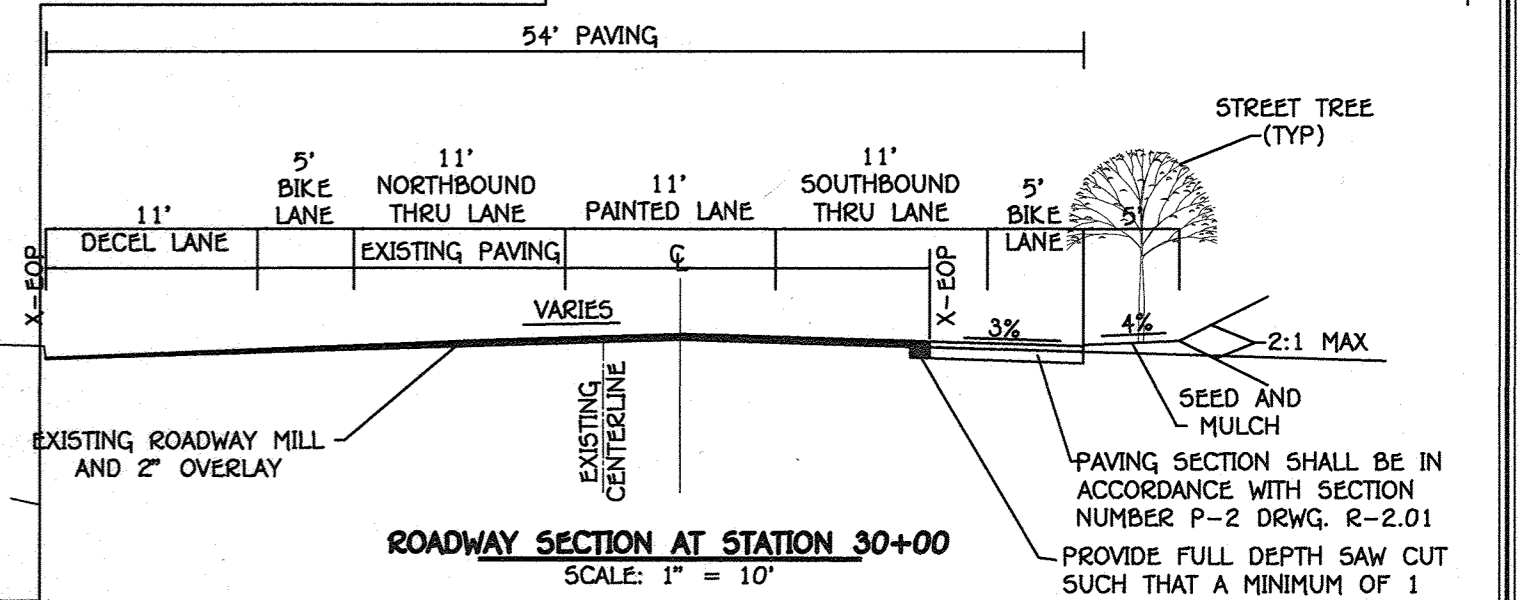 54' PAVING
STREET TREE
(TYP)
11'
DECEL LANE
5'
BIKE
LANE
11'
NORTHBOUND
THRU LANE
11'
PAINTED LANE
11'
SOUTHBOUND
THRU LANE
5'
BIKE
LANE
5'
EXISTING PAVING
℄
X-EOP
X-EOP
VARIES
3%
4%
2:1 MAX
EXISTING
CENTERLINE
SEED AND
MULCH
EXISTING ROADWAY MILL
AND 2" OVERLAY
PAVING SECTION SHALL BE IN
ACCORDANCE WITH SECTION
NUMBER P-2 DRWG. R-2.01
ROADWAY SECTION AT STATION 30+00
SCALE: 1" = 10'
PROVIDE FULL DEPTH SAW CUT
SUCH THAT A MINIMUM OF 1